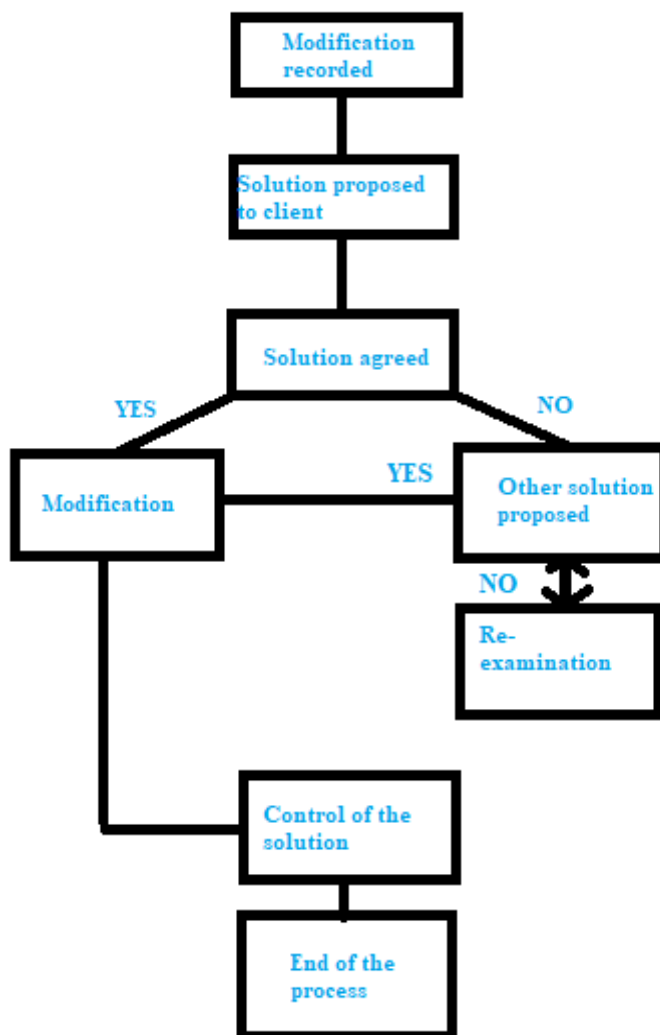 Modification
recorded
Solution proposed
to client
Solution agreed
YES
NO
Modification
YES
Other solution
proposed
NO
Re-
examination
Control of the
solution
End of the
process